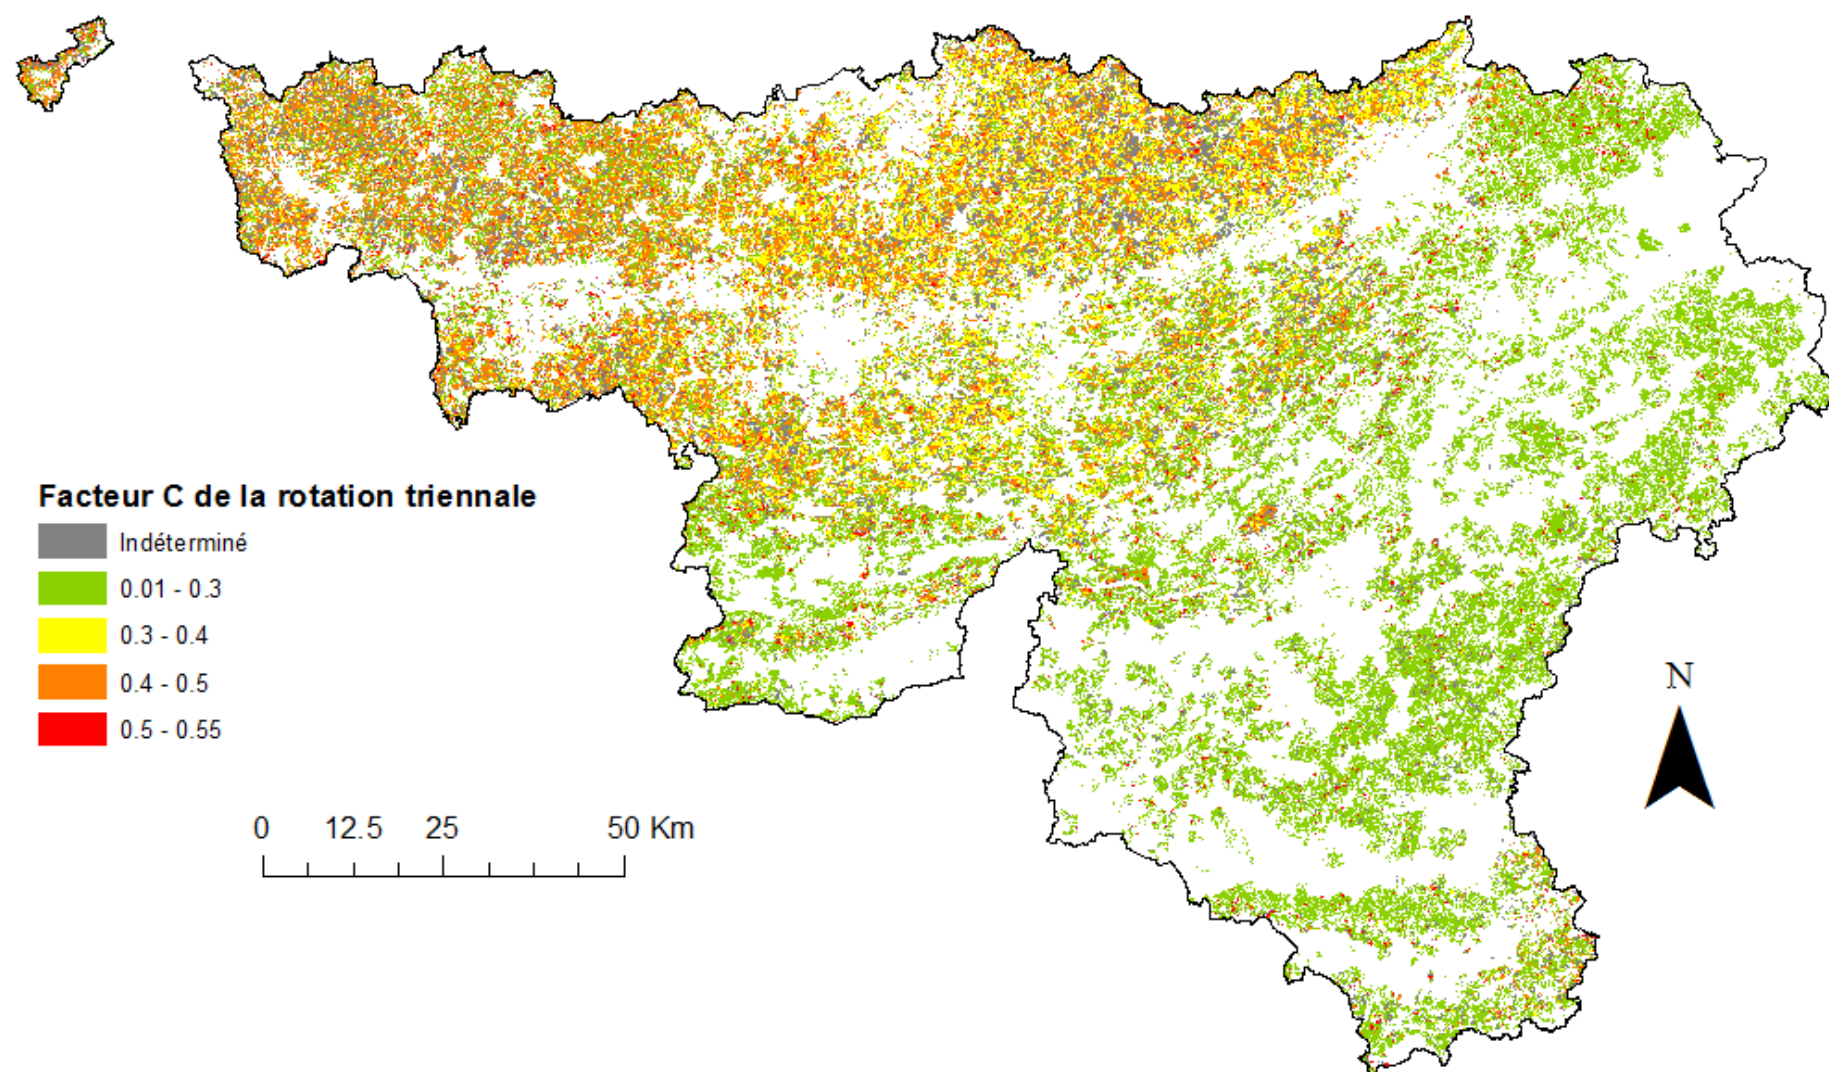 Facteur C de la rotation triennale
Indéterminé
0.01 - 0.3
0.3 - 0.4
0.4 - 0.5
0.5 - 0.55
N
0 12.5 25 50 Km